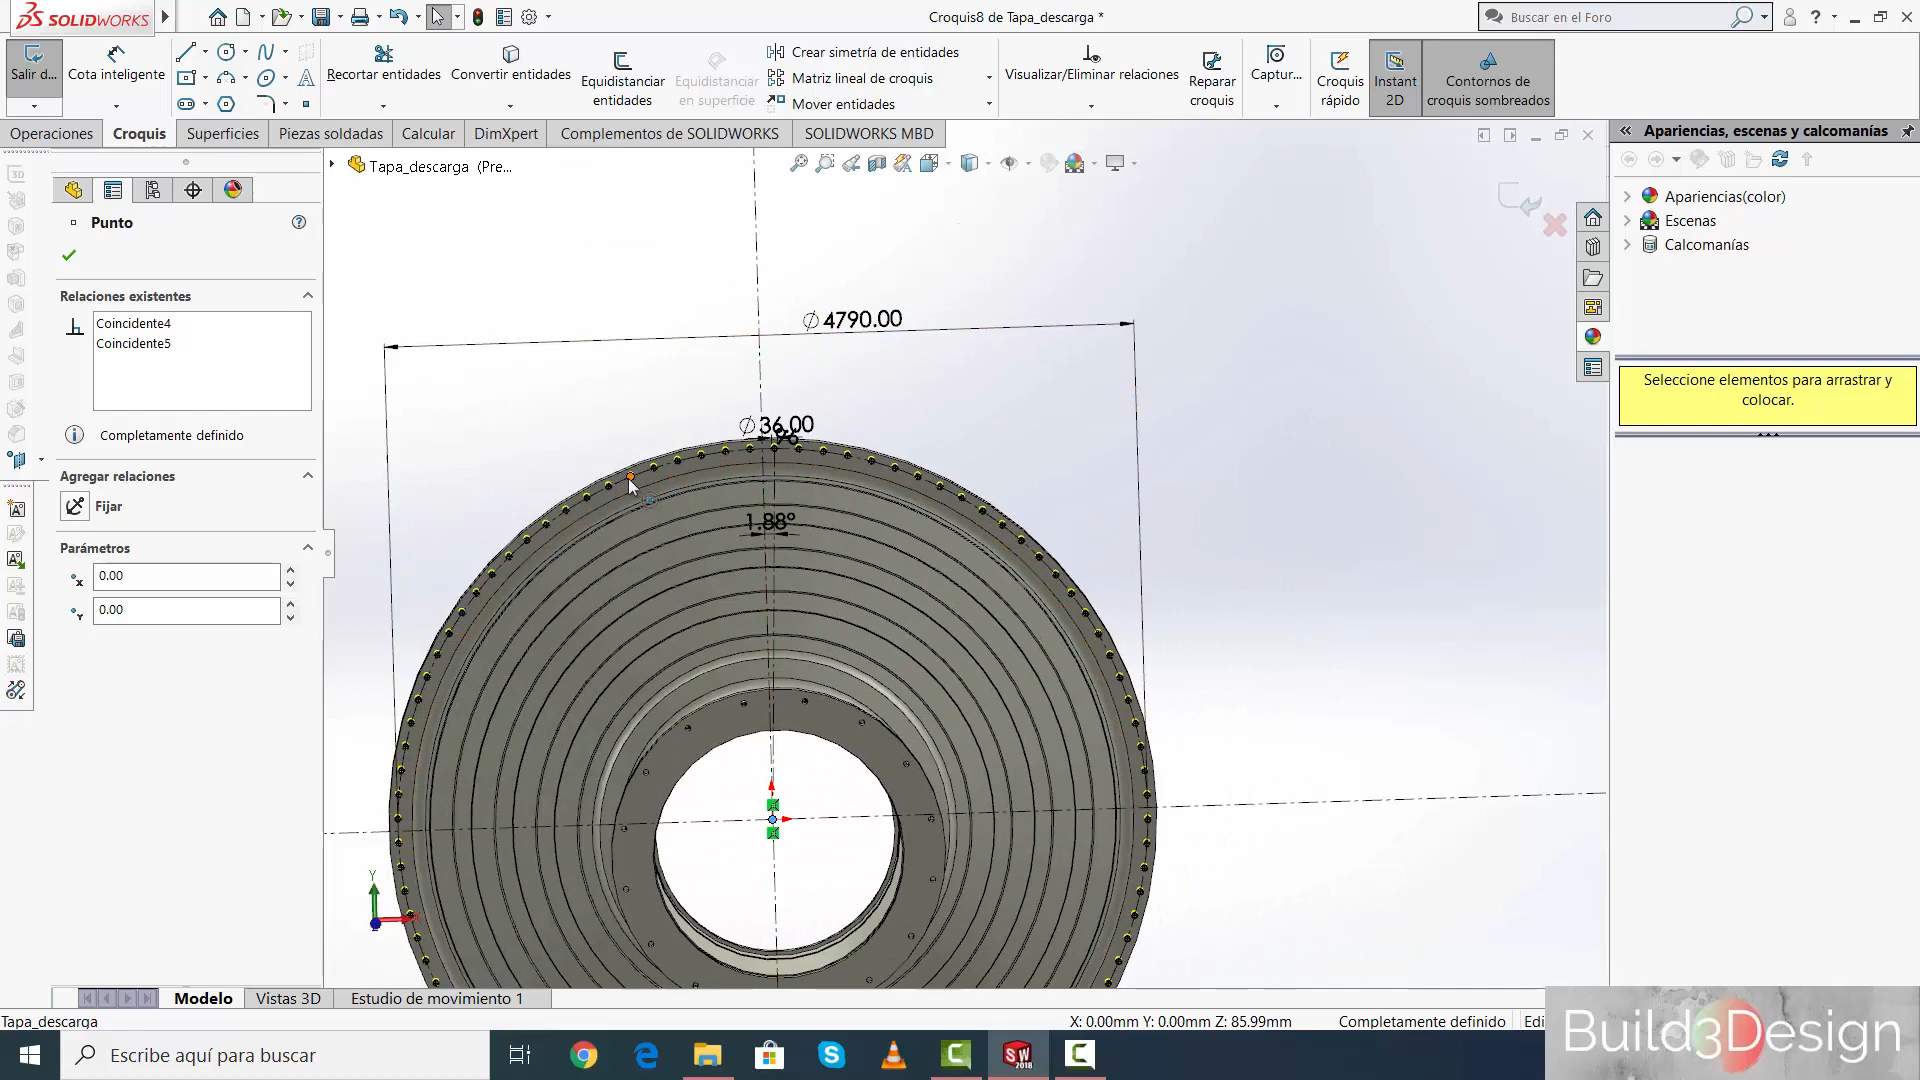 SOLIDWORKS
Croquis8 de Tapa_descarga *
Buscar en el Foro
Salir d...
Cota inteligente
Recortar entidades
Convertir entidades
Equidistanciar
entidades
Equidistanciar
en superficie
Crear simetría de entidades
Matriz lineal de croquis
Mover entidades
Visualizar/Eliminar relaciones
Reparar
croquis
Captur...
Croquis
rápido
Instant
2D
Contornos de
croquis sombreados
Operaciones
Croquis
Superficies
Piezas soldadas
Calcular
DimXpert
Complementos de SOLIDWORKS
SOLIDWORKS MBD
Apariencias, escenas y calcomanías
Tapa_descarga (Pre...
Punto
Relaciones existentes
Coincidente4
Coincidente5
Completamente definido
Agregar relaciones
Fijar
Parámetros
0.00
0.00
∅4790.00
∅36.00
96
1.88°
Y
Apariencias(color)
Escenas
Calcomanías
Seleccione elementos para arrastrar y
colocar.
Modelo
Vistas 3D
Estudio de movimiento 1
Tapa_descarga
X: 0.00mm Y: 0.00mm Z: 85.99mm
Completamente definido
Edi
Escribe aquí para buscar
SW
2018
Build3Design